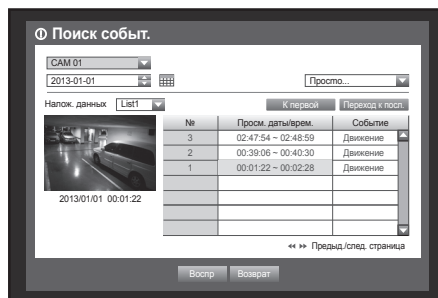 Поиск событ.
CAM 01
2013-01-01
Просто...
Налож. данных List1 К первой Переход к посл.
№ Просм. даты/врем. Событие
3 02:47:54 ~ 02:48:59 Движение
2 00:39:06 ~ 00:40:30 Движение
1 00:01:22 ~ 00:02:28 Движение
2013/01/01 00:01:22
Предыд./след. страница
Воспр Возврат